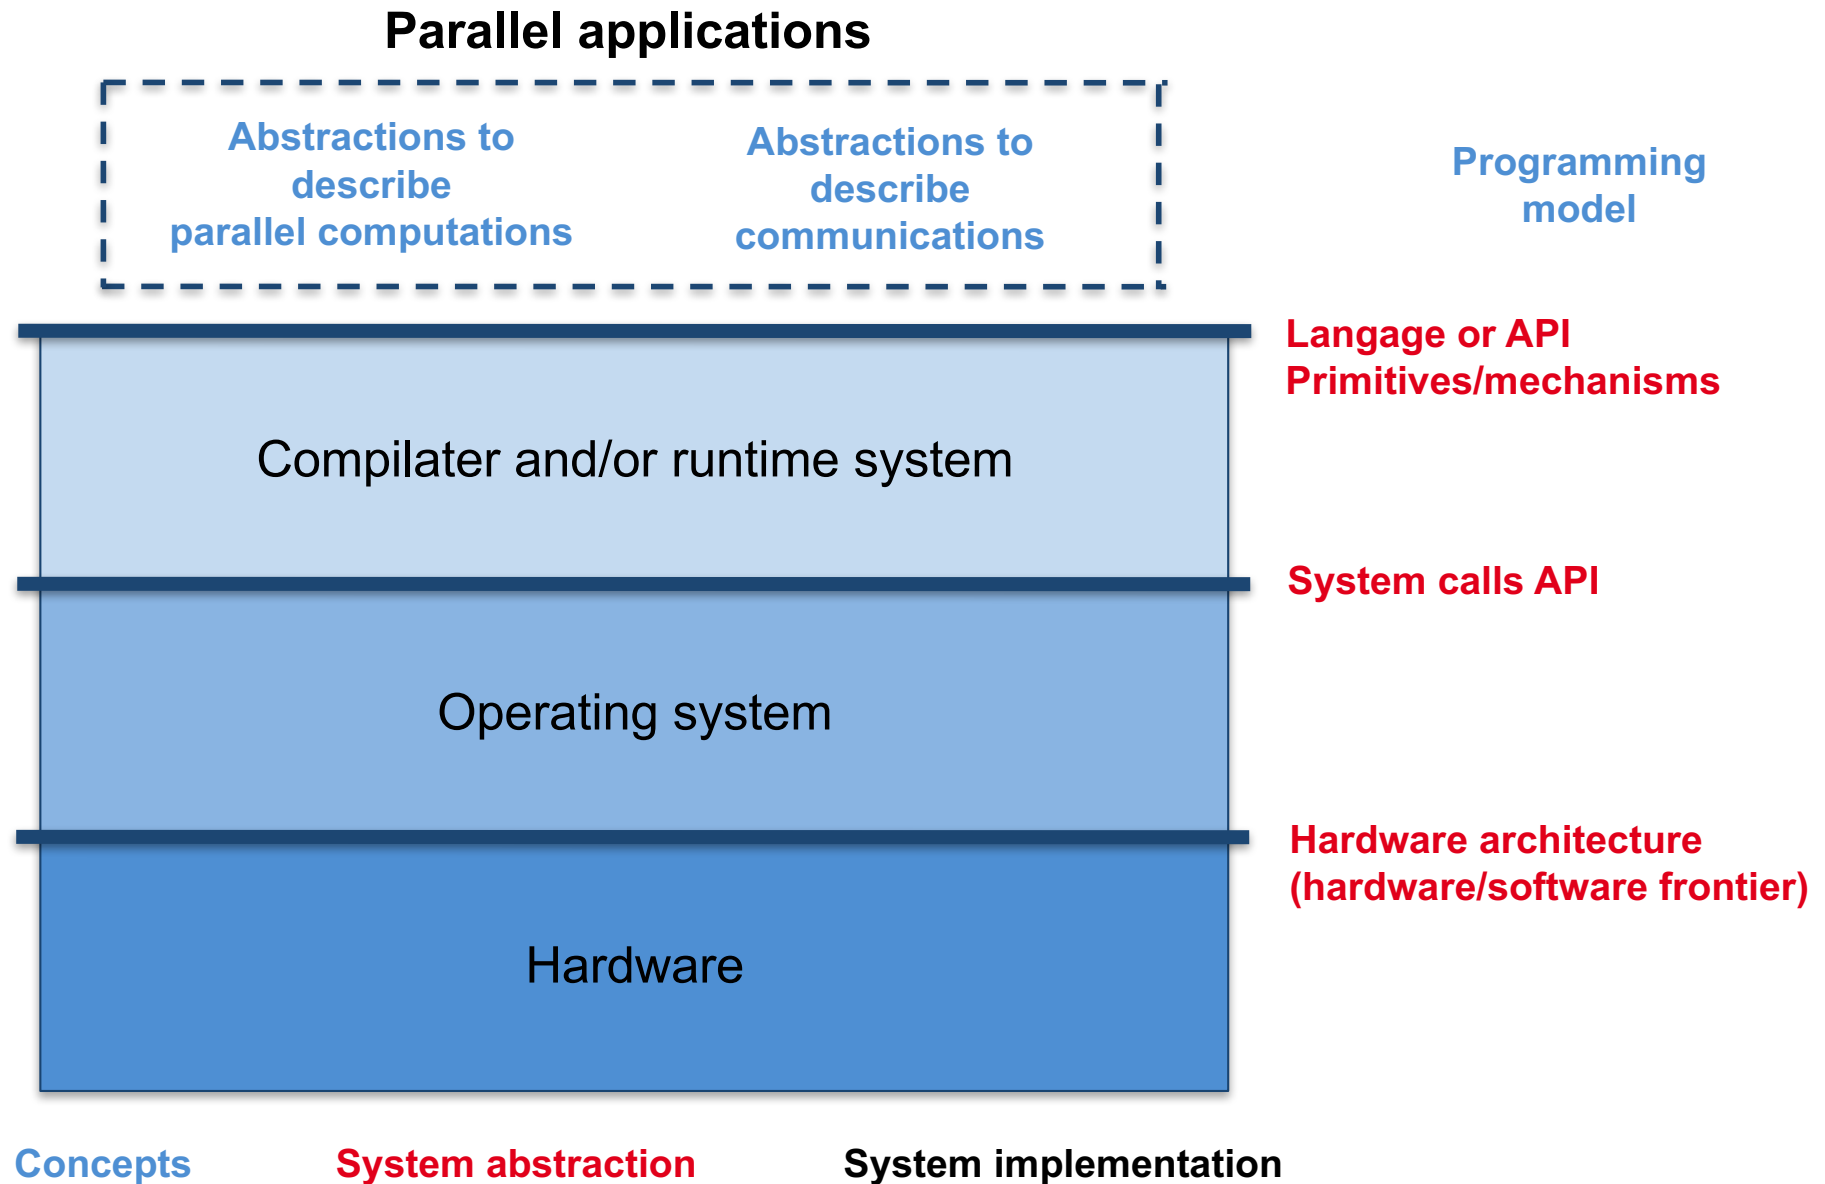 Parallel applications
Abstractions to
describe
parallel computations
Abstractions to
describe
communications
Programming
model
Langage or API
Primitives/mechanisms
Compilater and/or runtime system
System calls API
Operating system
Hardware architecture
(hardware/software frontier)
Hardware
Concepts
System abstraction
System implementation